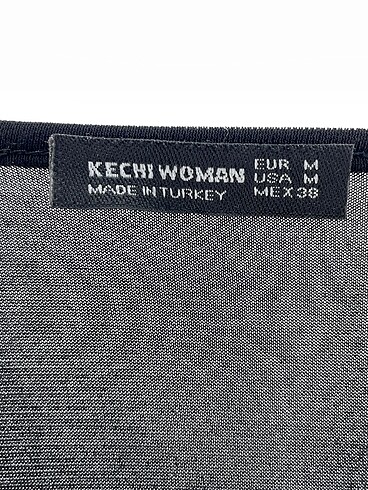 KECHI WOMAN
MADE IN TURKEY
EUR M
USA M
MEX 38